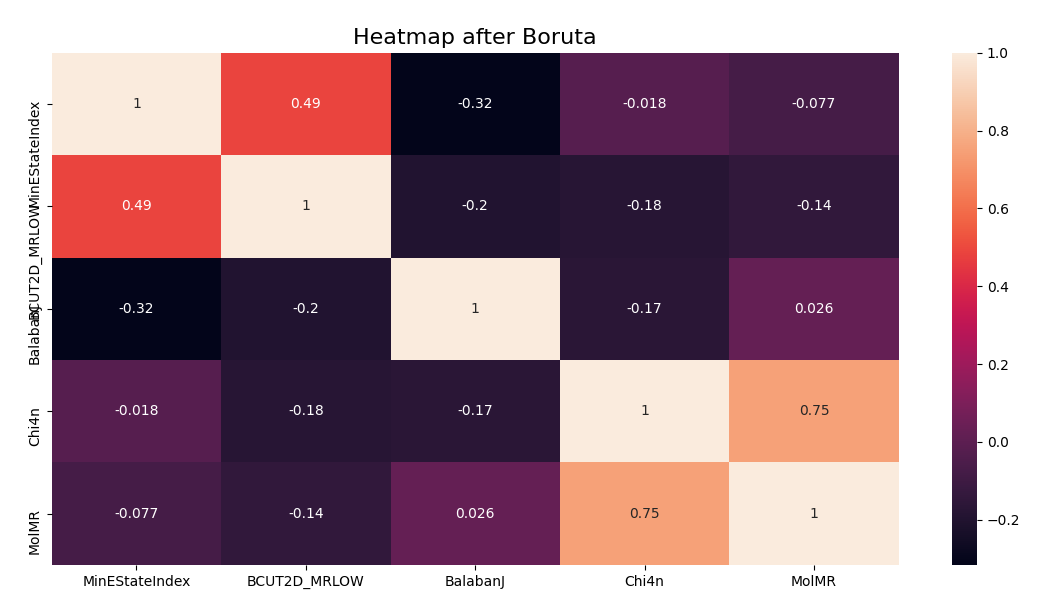 Heatmap after Boruta
MinEStateIndex
1
0.49
-0.32
-0.018
-0.077
BCUT2D_MRLOW
0.49
1
-0.2
-0.18
-0.14
BalabanJ
-0.32
-0.2
1
-0.17
0.026
Chi4n
-0.018
-0.18
-0.17
1
0.75
MolMR
-0.077
-0.14
0.026
0.75
1
MinEStateIndex
BCUT2D_MRLOW
BalabanJ
Chi4n
MolMR
1.0
0.8
0.6
0.4
0.2
0.0
−0.2